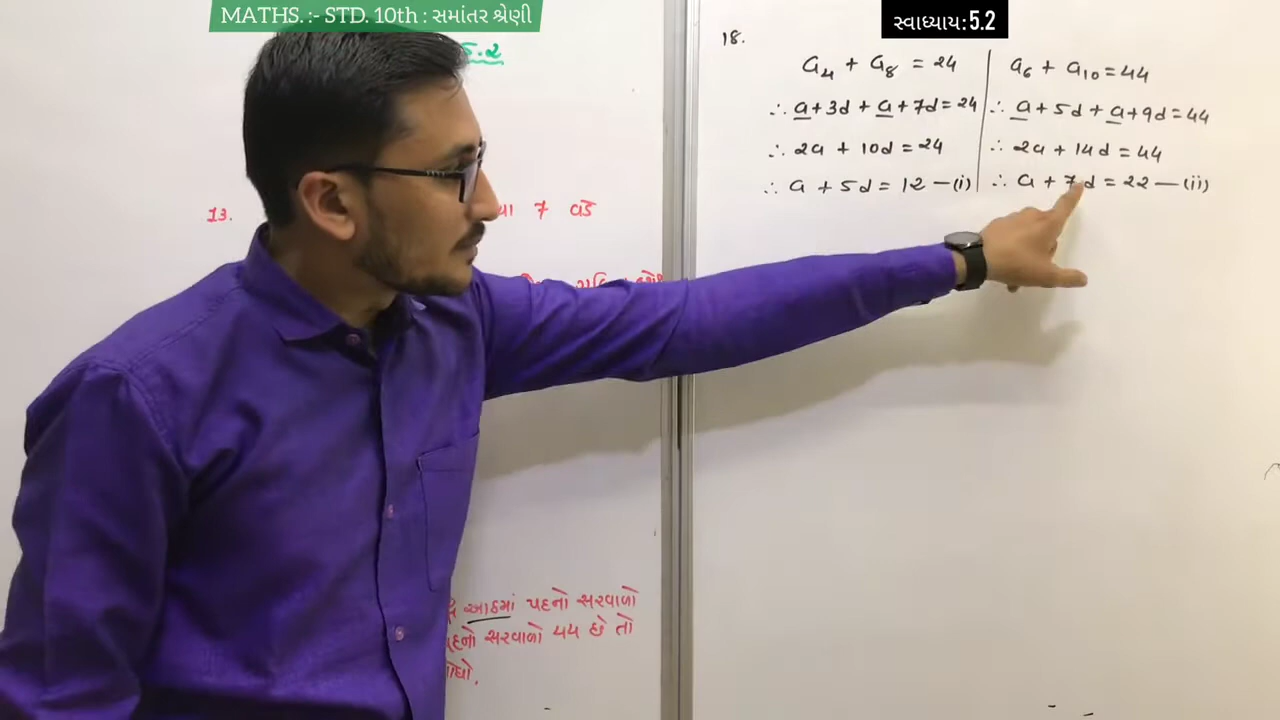 MATHS. :- STD. 10th : સમાંતર શ્રેણી
સ્વાધ્યાય: 5.2
5.2
13.
7 વડે
આઠમાં પદનો સરવાળો
સરવાળો 44 છે તો
18.
a₄ + a₈ = 24
∴ a + 3d + a + 7d = 24
∴ 2a + 10d = 24
∴ a + 5d = 12 — (i)
a₆ + a₁₀ = 44
∴ a + 5d + a + 9d = 44
∴ 2a + 14d = 44
∴ a + 7d = 22 — (ii)